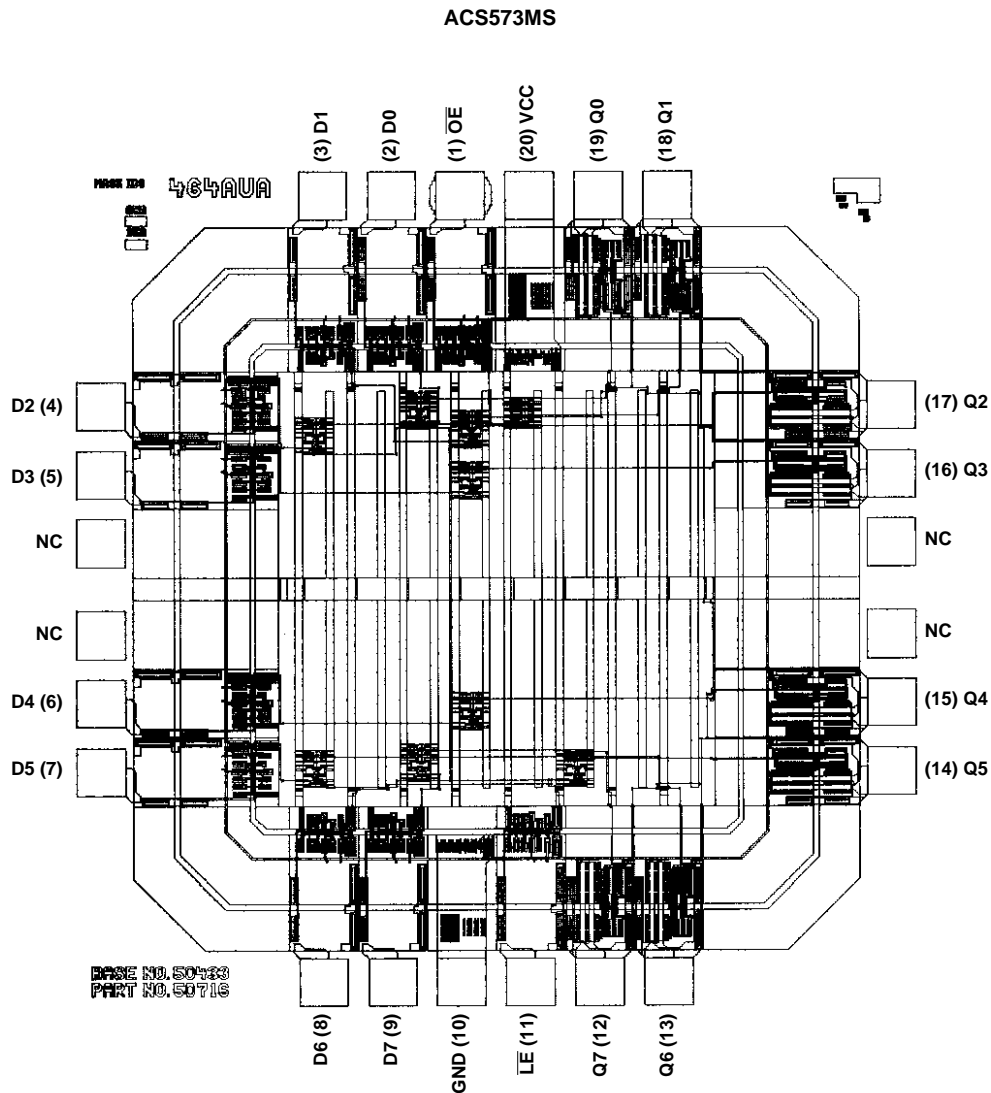 ACS573MS
(3) D1
(2) D0
(1) O̅E̅
(20) VCC
(19) Q0
(18) Q1
MASK IDS
464AUA
D2 (4)
(17) Q2
D3 (5)
(16) Q3
NC
NC
NC
NC
D4 (6)
(15) Q4
D5 (7)
(14) Q5
BASE NO. 50433
PART NO. 50716
D6 (8)
D7 (9)
GND (10)
L̅E̅ (11)
Q7 (12)
Q6 (13)